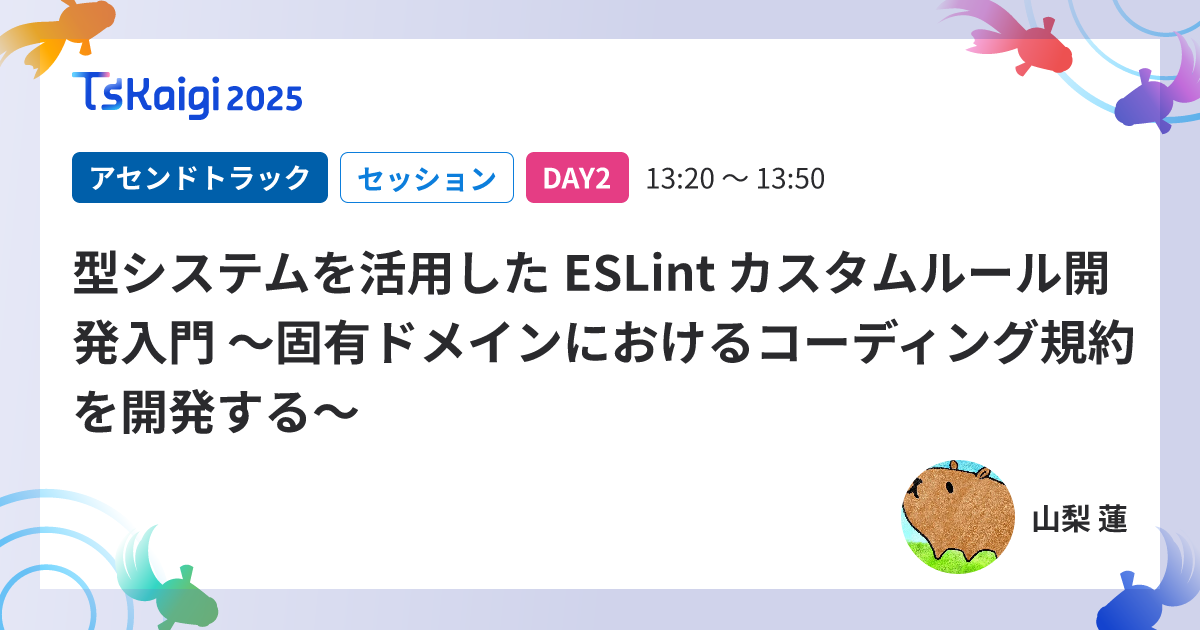 TSKaigi 2025
アセンドトラック セッション DAY2 13:20 〜 13:50
型システムを活用した ESLint カスタムルール開
発入門 〜固有ドメインにおけるコーディング規約
を開発する〜
山梨 蓮